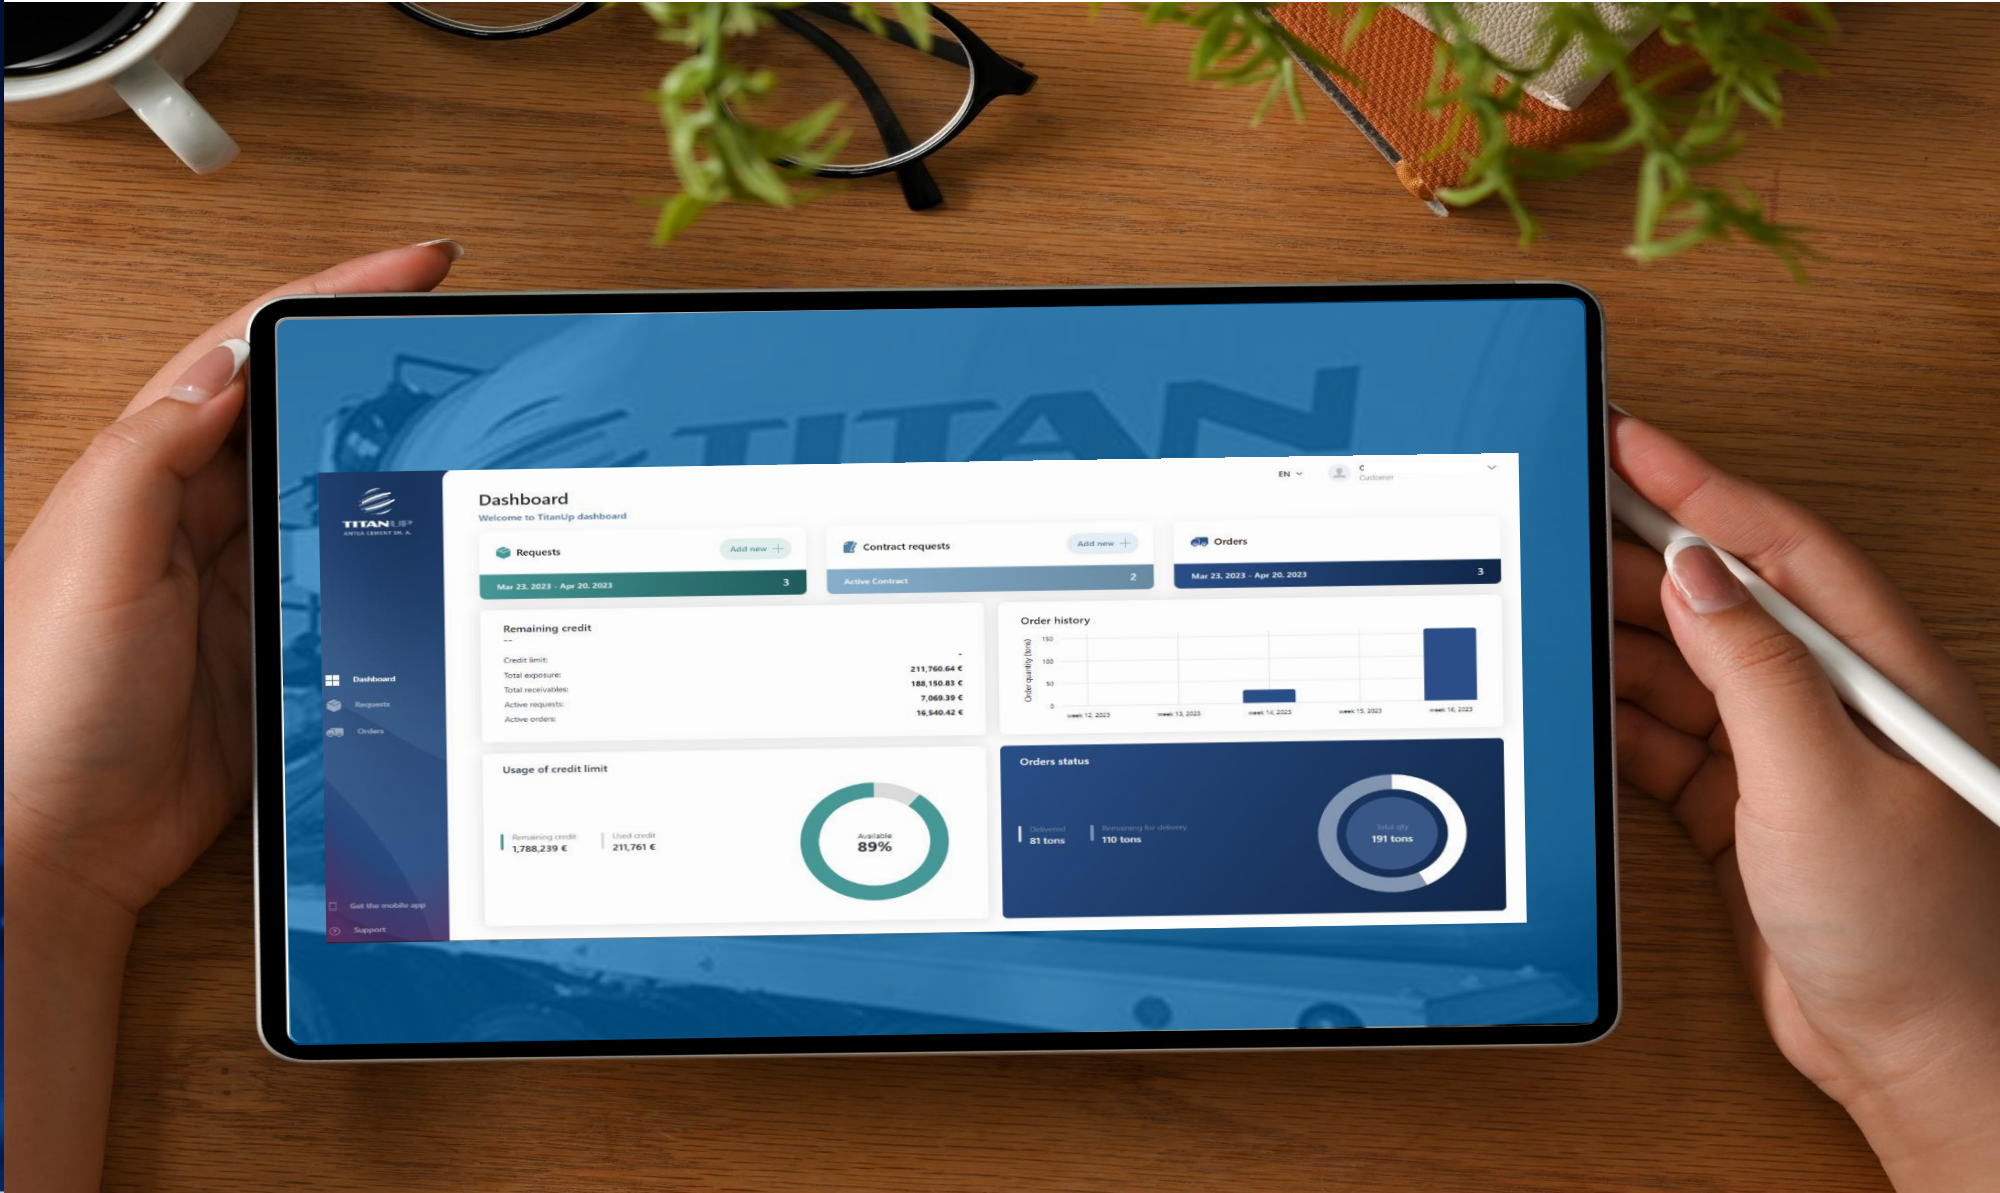 TITAN
TITANUP
ANTEA CEMENT SH. A.
EN
C
Customer
Dashboard
Welcome to TitanUp dashboard
Requests
Add new
Mar 23, 2023 - Apr 20, 2023
3
Contract requests
Add new
Active Contract
2
Orders
Mar 23, 2023 - Apr 20, 2023
3
Dashboard
Requests
Orders
Get the mobile app
Support
Remaining credit
--
Credit limit: -
Total exposure: 211,760.64 €
Total receivables: 188,150.83 €
Active requests: 7,069.39 €
Active orders: 16,540.42 €
Order history
Order quantity (tons)
150
100
50
0
week 12, 2023 week 13, 2023 week 14, 2023 week 15, 2023 week 16, 2023
Usage of credit limit
Remaining credit Used credit
1,788,239 € 211,761 €
Available
89%
Orders status
Delivered Remaining for delivery
81 tons 110 tons
Total qty
191 tons